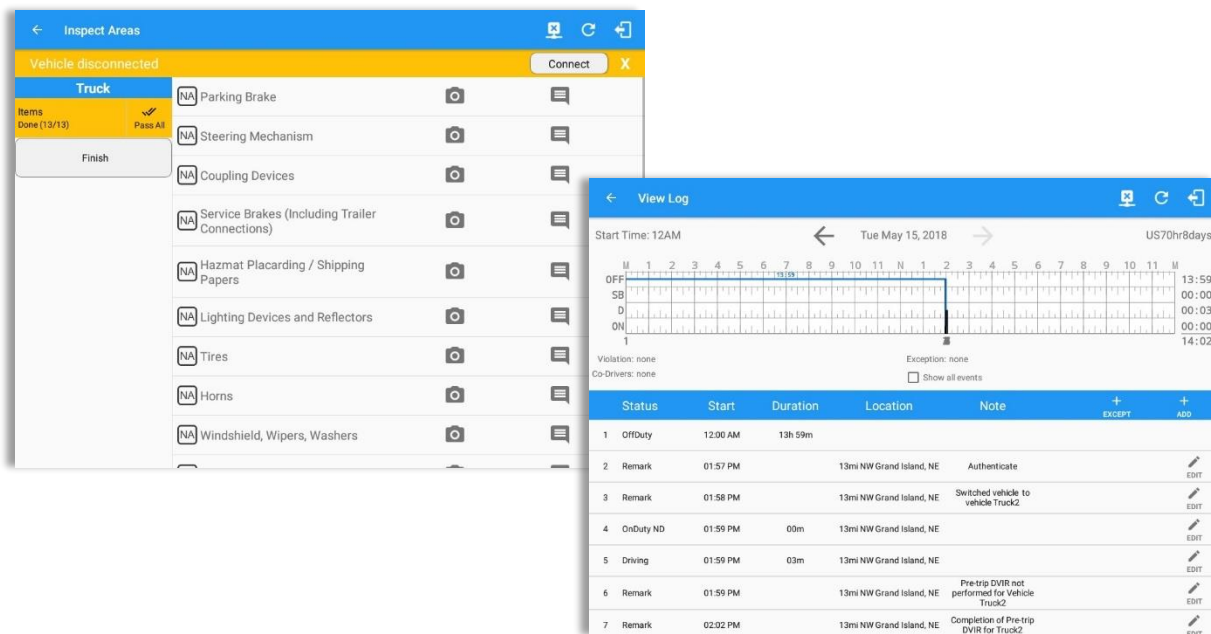 Inspect Areas
Vehicle disconnected
Connect
X
Truck
Items
Done (13/13)
Pass All
Finish
NA Parking Brake
NA Steering Mechanism
NA Coupling Devices
NA Service Brakes (Including Trailer
Connections)
NA Hazmat Placarding / Shipping
Papers
NA Lighting Devices and Reflectors
NA Tires
NA Horns
NA Windshield, Wipers, Washers
View Log
Start Time: 12AM
Tue May 15, 2018
US70hr8days
M 1 2 3 4 5 6 7 8 9 10 11 N 1 2 3 4 5 6 7 8 9 10 11 M
OFF 13:59 13:59
SB 00:00
D 00:03
ON 00:00
1 14:02
Violation: none
Exception: none
Co-Drivers: none
Show all events
Status Start Duration Location Note + EXCEPT + ADD
1 OffDuty 12:00 AM 13h 59m
2 Remark 01:57 PM 13mi NW Grand Island, NE Authenticate EDIT
3 Remark 01:58 PM 13mi NW Grand Island, NE Switched vehicle to
vehicle Truck2 EDIT
4 OnDuty ND 01:59 PM 00m 13mi NW Grand Island, NE EDIT
5 Driving 01:59 PM 03m 13mi NW Grand Island, NE EDIT
6 Remark 01:59 PM 13mi NW Grand Island, NE Pre-trip DVIR not
performed for Vehicle
Truck2 EDIT
7 Remark 02:02 PM 13mi NW Grand Island, NE Completion of Pre-trip
DVIR for Truck2 EDIT